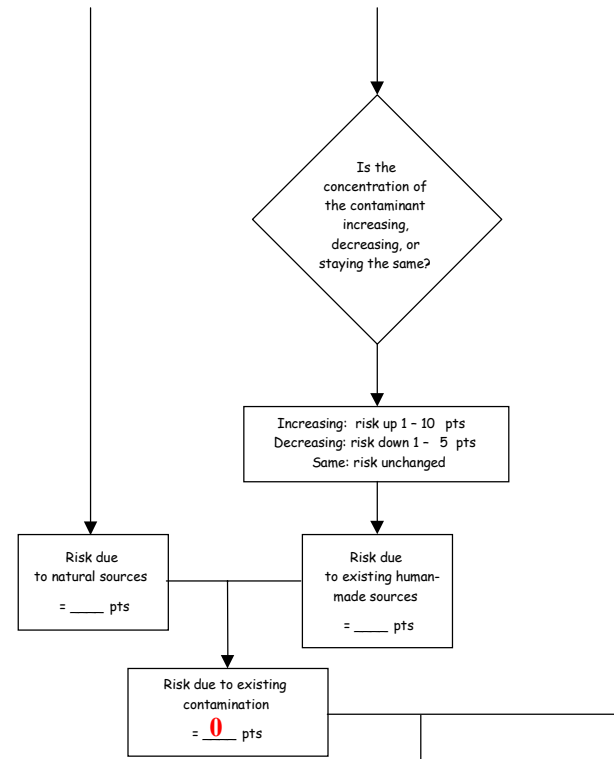 Is the
concentration of
the contaminant
increasing,
decreasing, or
staying the same?
Increasing: risk up 1 – 10 pts
Decreasing: risk down 1 – 5 pts
Same: risk unchanged
Risk due
to natural sources
= ____ pts
Risk due
to existing human-
made sources
= ____ pts
Risk due to existing
contamination
= _0_ pts